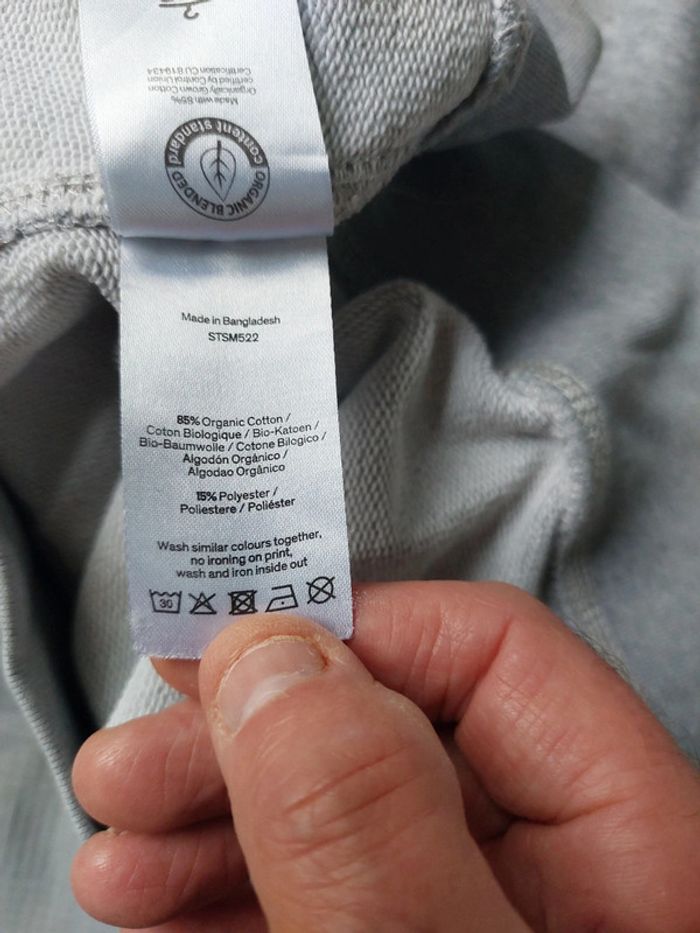 Made with 85%
Organically Grown Cotton
certified by Control Union
Certification CU 819434
ORGANIC BLENDED
content standard
Made in Bangladesh
STSM522
85% Organic Cotton /
Coton Biologique / Bio-Katoen /
Bio-Baumwolle / Cotone Bilogico /
Algodón Orgánico /
Algodao Orgânico
15% Polyester /
Poliestere / Poliéster
Wash similar colours together,
no ironing on print,
wash and iron inside out
30